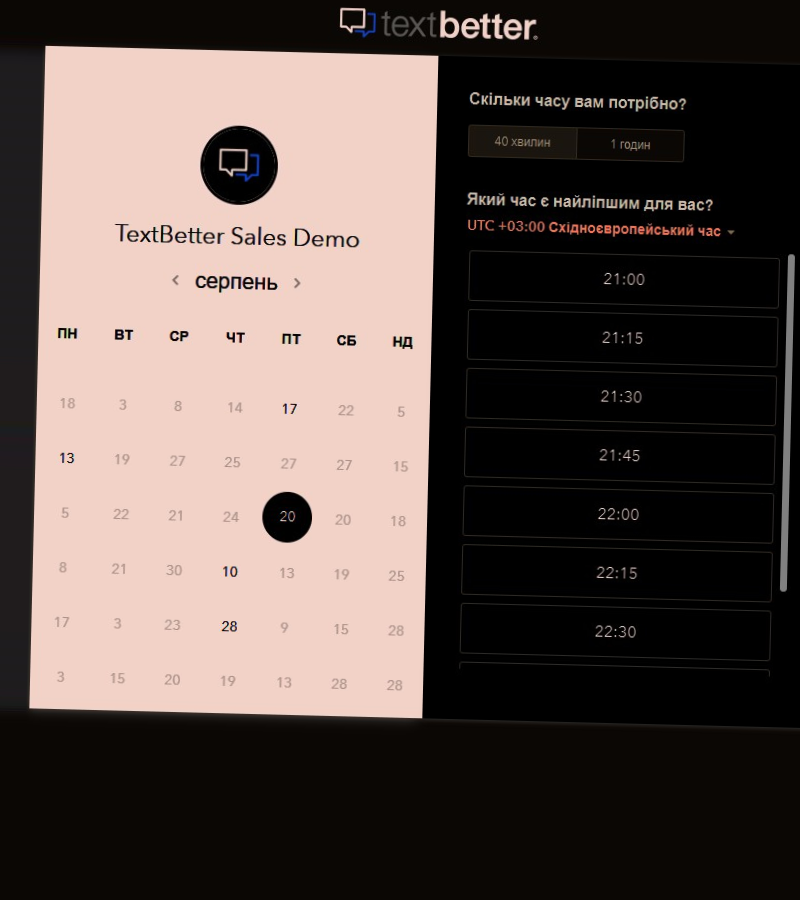 textbetter.
TextBetter Sales Demo
серпень
ПН ВТ СР ЧТ ПТ СБ НД
18 3 8 14 17 22 5
13 19 27 25 27 27 15
5 22 21 24 20 20 18
8 21 30 10 13 19 25
17 3 23 28 9 15 28
3 15 20 19 13 28 28
Скільки часу вам потрібно?
40 хвилин 1 годин
Який час є найліпшим для вас?
UTC +03:00 Східноєвропейський час
21:00
21:15
21:30
21:45
22:00
22:15
22:30